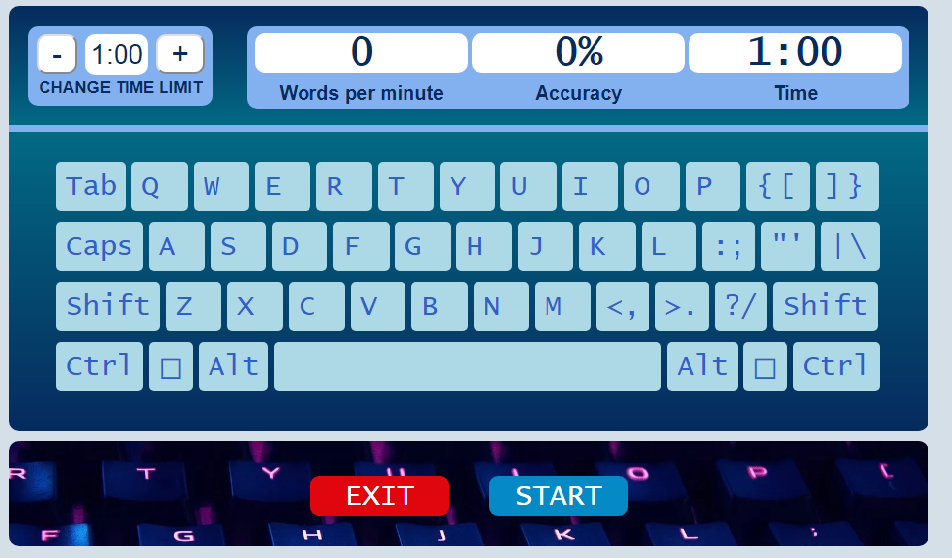 - 1:00 + 0 0% 1:00
CHANGE TIME LIMIT Words per minute Accuracy Time
Tab Q W E R T Y U I O P {[ ]}
Caps A S D F G H J K L :; "' |\
Shift Z X C V B N M <, >. ?/ Shift
Ctrl □ Alt Alt □ Ctrl
R T Y U I O P [
EXIT START
F G H J K L ;